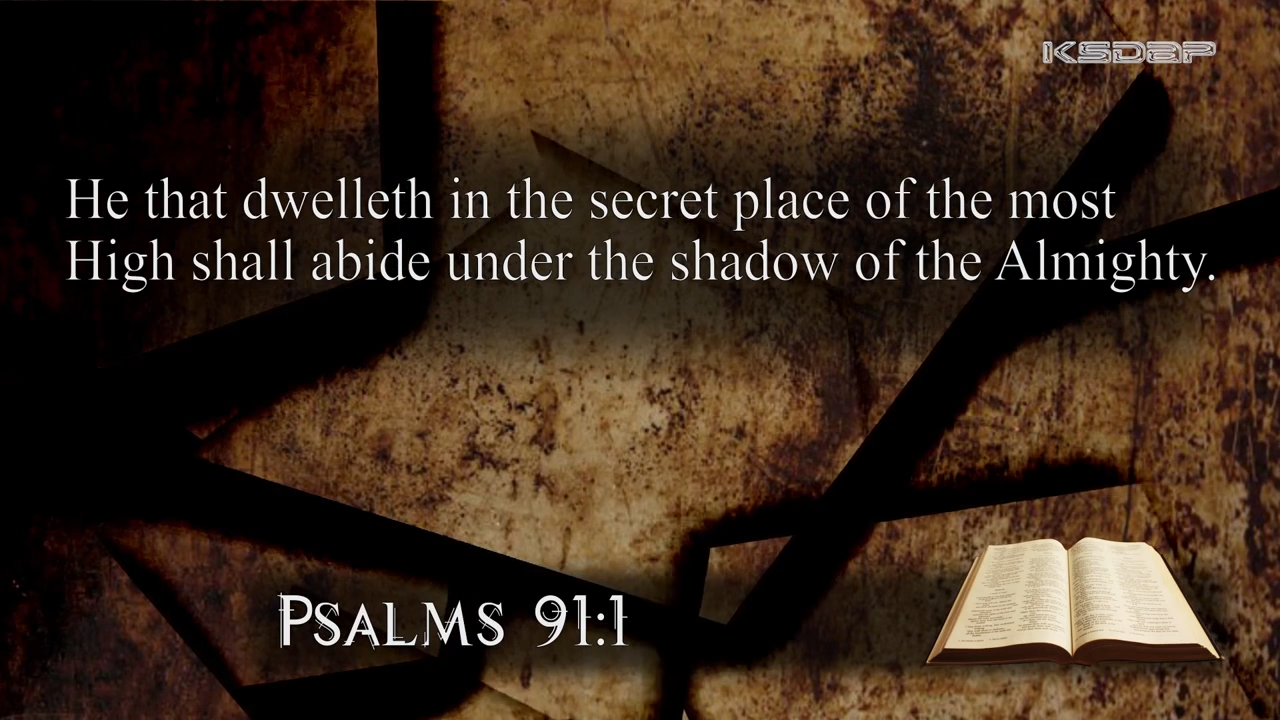 KSDAP
He that dwelleth in the secret place of the most
High shall abide under the shadow of the Almighty.
Psalms 91:1